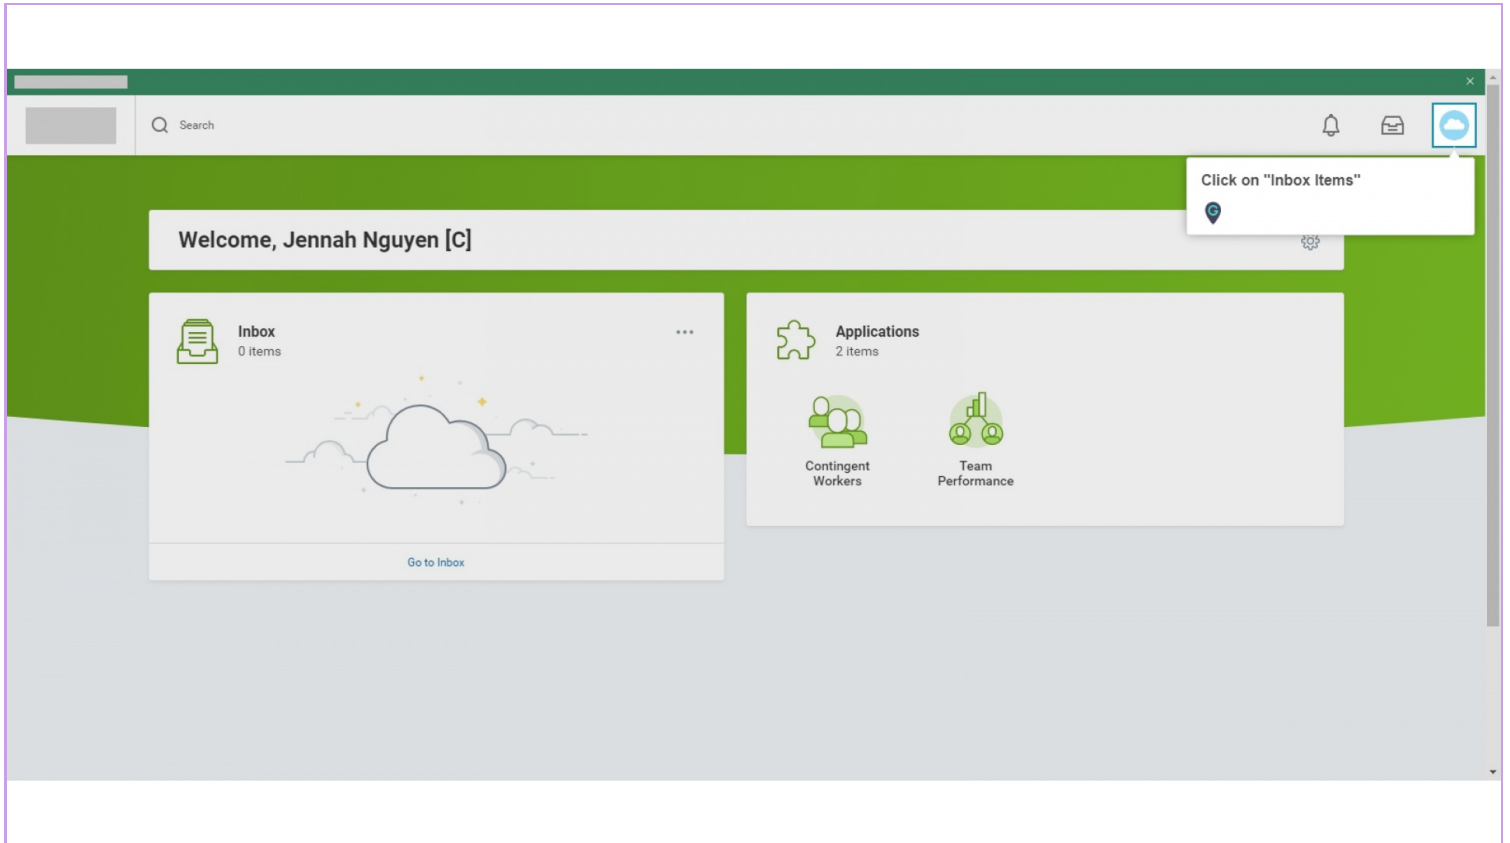 Search
Click on "Inbox Items"
G
Welcome, Jennah Nguyen [C]
Inbox
0 items
Applications
2 items
Contingent
Workers
Team
Performance
Go to Inbox